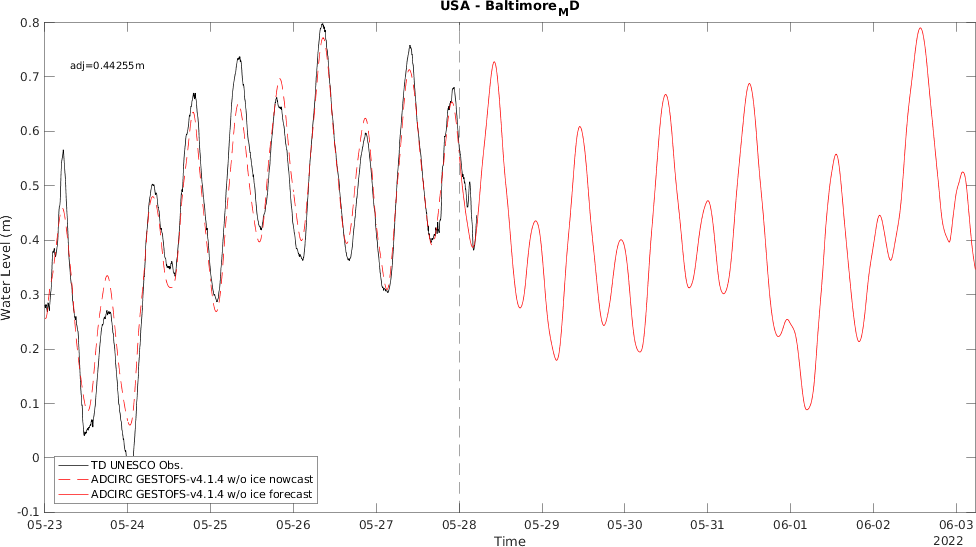 USA - Baltimore_MD
0.8
0.7
0.6
0.5
0.4
0.3
0.2
0.1
0
-0.1
Water Level (m)
adj=0.44255m
TD UNESCO Obs.
ADCIRC GESTOFS-v4.1.4 w/o ice nowcast
ADCIRC GESTOFS-v4.1.4 w/o ice forecast
05-23 05-24 05-25 05-26 05-27 05-28 05-29 05-30 05-31 06-01 06-02 06-03
Time
2022